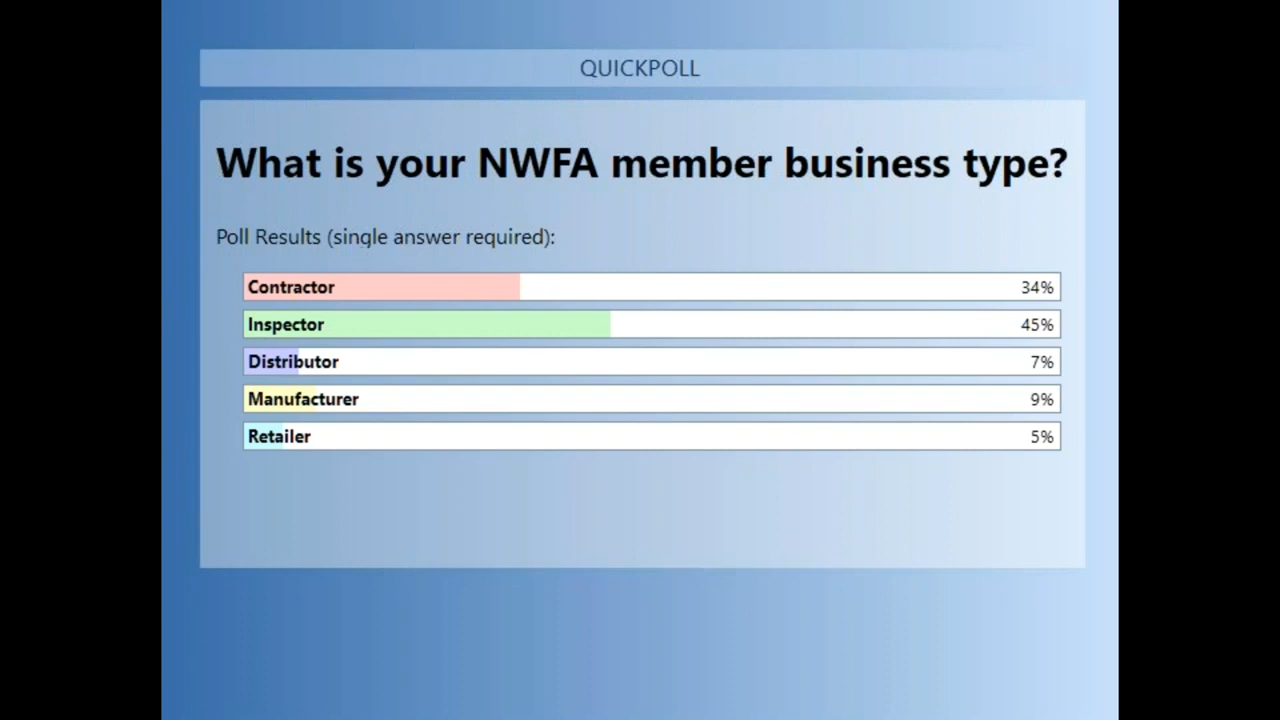 QUICKPOLL
What is your NWFA member business type?
Poll Results (single answer required):
Contractor 34%
Inspector 45%
Distributor 7%
Manufacturer 9%
Retailer 5%